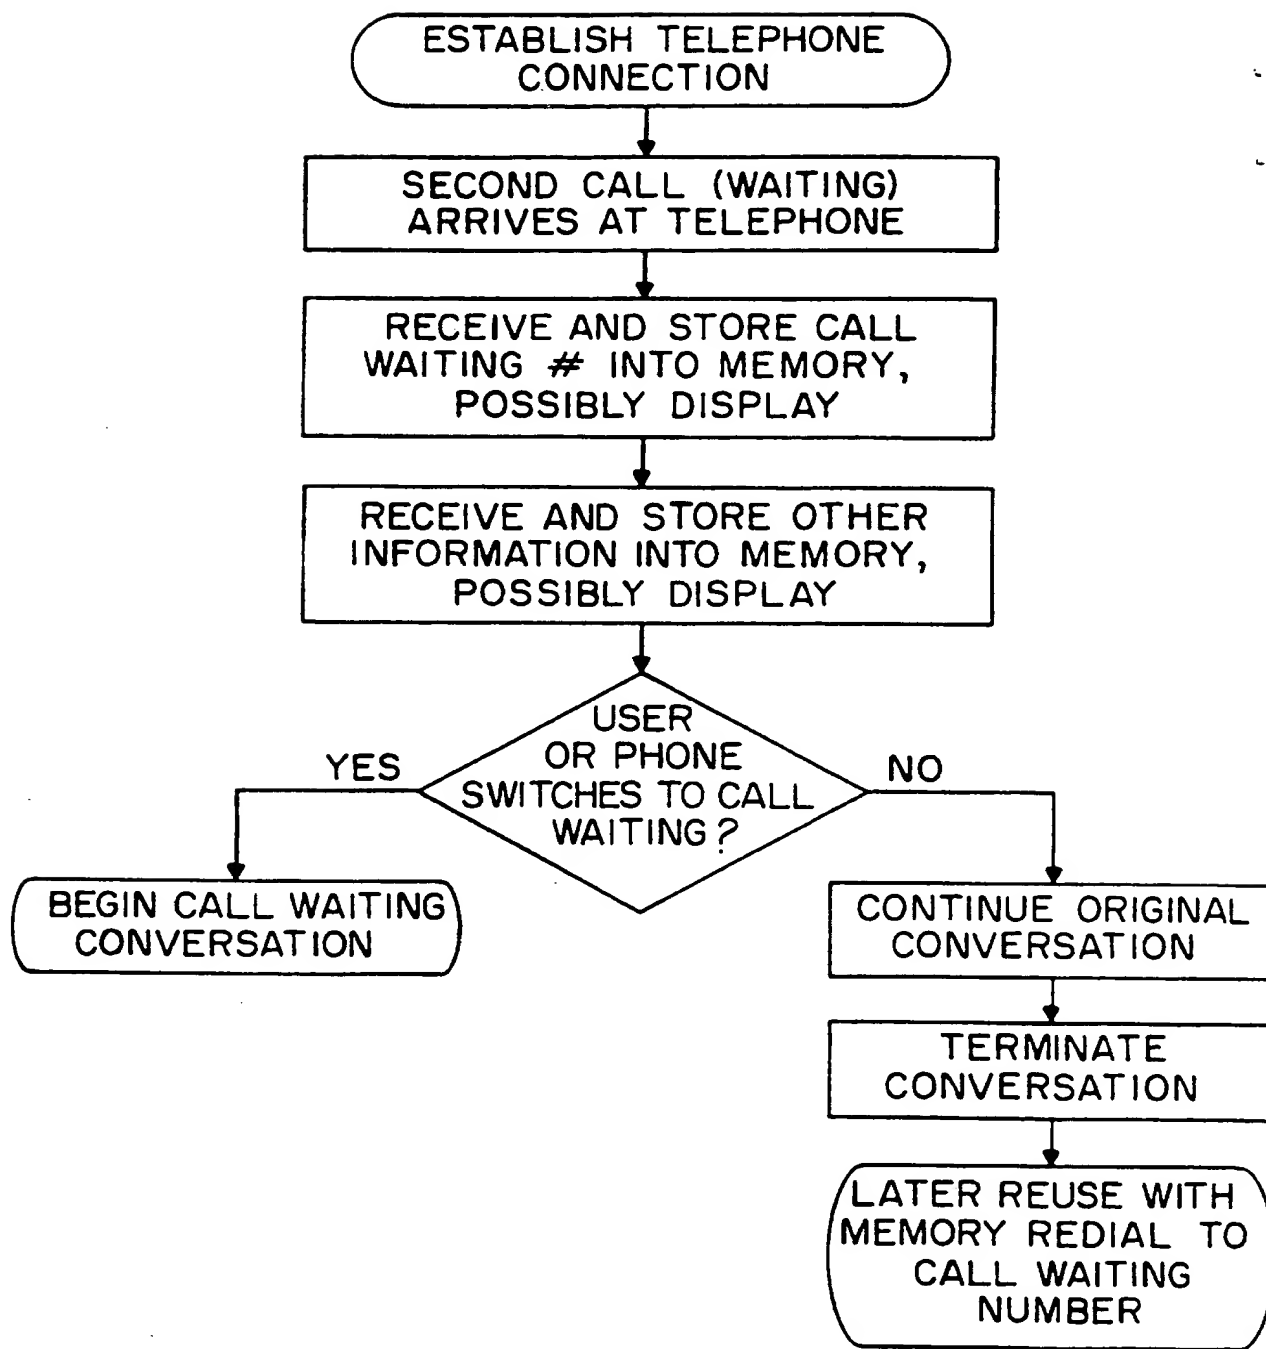 ESTABLISH TELEPHONE
CONNECTION
SECOND CALL (WAITING)
ARRIVES AT TELEPHONE
RECEIVE AND STORE CALL
WAITING # INTO MEMORY,
POSSIBLY DISPLAY
RECEIVE AND STORE OTHER
INFORMATION INTO MEMORY,
POSSIBLY DISPLAY
USER
OR PHONE
SWITCHES TO CALL
WAITING?
YES
NO
BEGIN CALL WAITING
CONVERSATION
CONTINUE ORIGINAL
CONVERSATION
TERMINATE
CONVERSATION
LATER REUSE WITH
MEMORY REDIAL TO
CALL WAITING
NUMBER